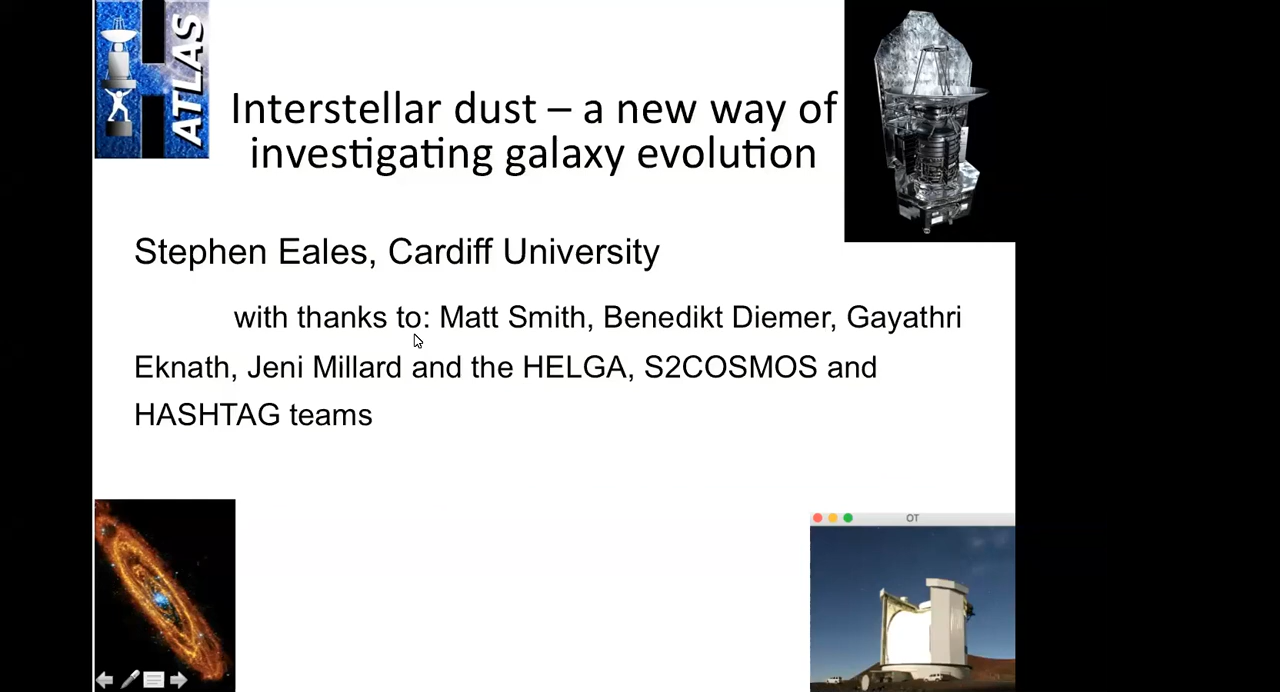 H ATLAS
Interstellar dust – a new way of
investigating galaxy evolution
Stephen Eales, Cardiff University
with thanks to: Matt Smith, Benedikt Diemer, Gayathri
Eknath, Jeni Millard and the HELGA, S2COSMOS and
HASHTAG teams
OT